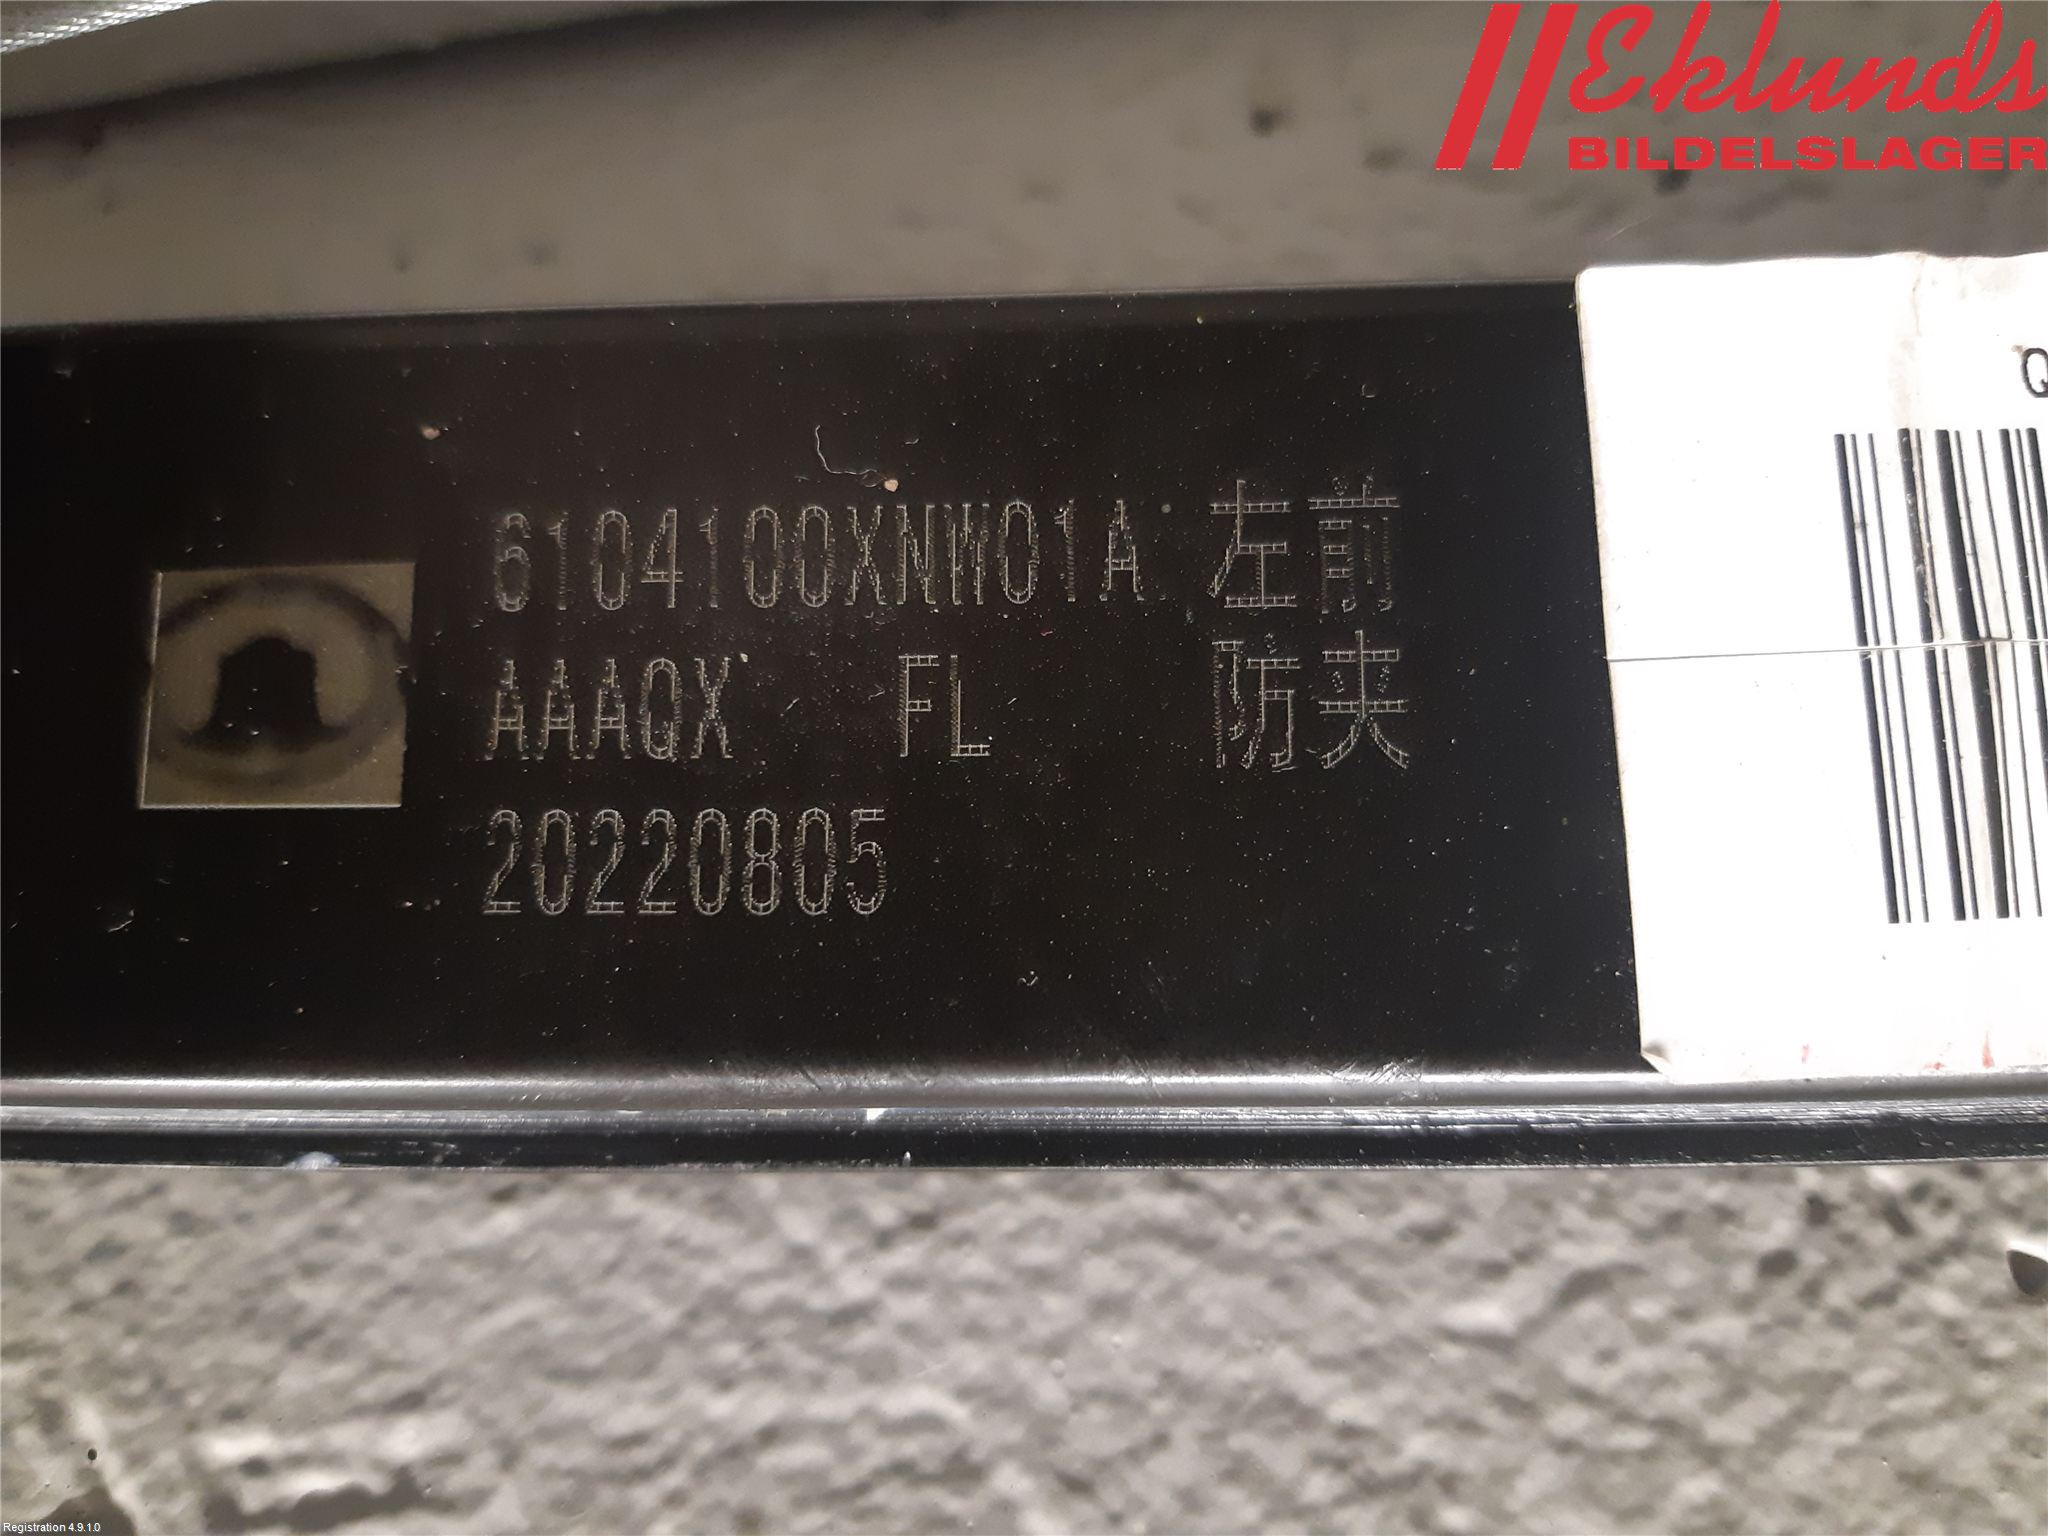 Eklunds
BILDELSLAGER
Q
6104100XNW01A 左前
AAAQX FL 防夹
20220805
Registration 4.9.1.0